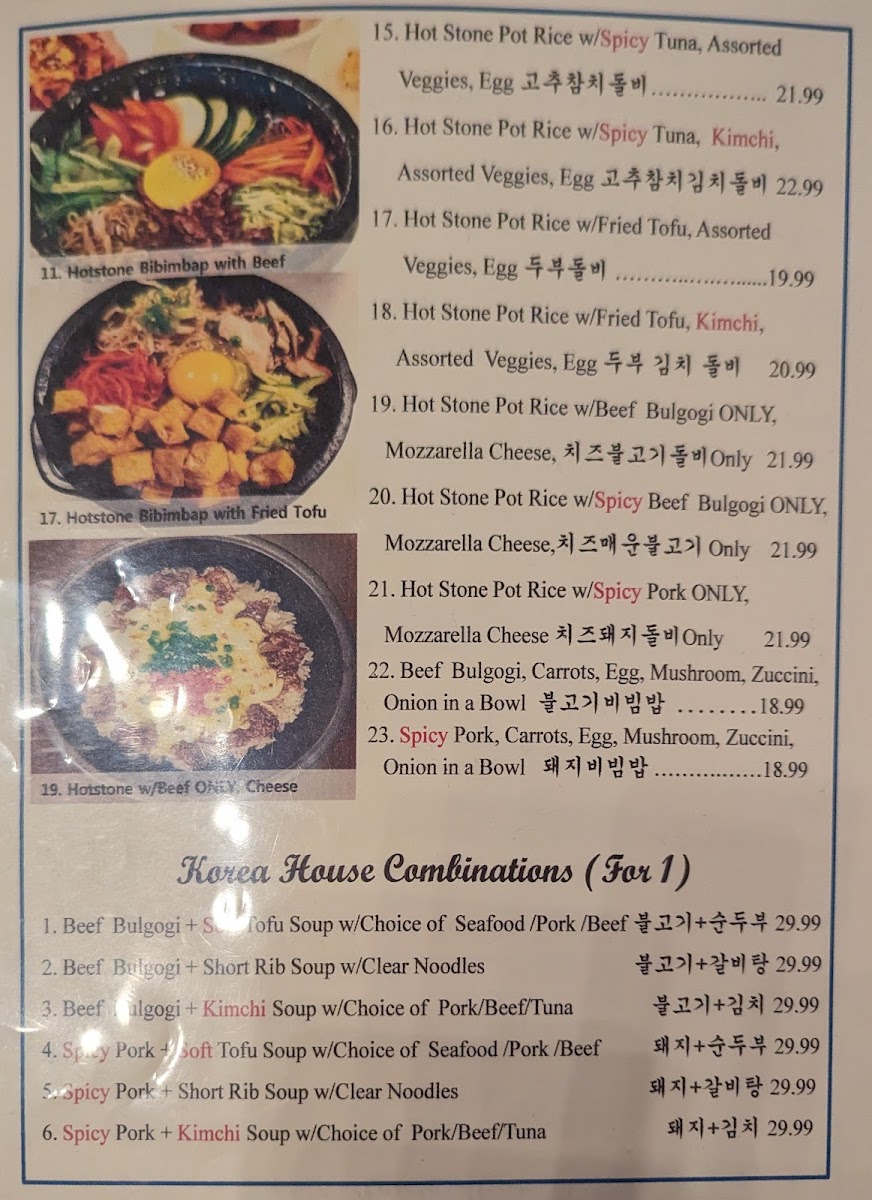 11. Hotstone Bibimbap with Beef
17. Hotstone Bibimbap with Fried Tofu
19. Hotstone w/Beef ONLY, Cheese
15. Hot Stone Pot Rice w/Spicy Tuna, Assorted
Veggies, Egg 고추참치돌비.................. 21.99
16. Hot Stone Pot Rice w/Spicy Tuna, Kimchi,
Assorted Veggies, Egg 고추참치김치돌비 22.99
17. Hot Stone Pot Rice w/Fried Tofu, Assorted
Veggies, Egg 두부돌비 ........................19.99
18. Hot Stone Pot Rice w/Fried Tofu, Kimchi,
Assorted Veggies, Egg 두부 김치 돌비 20.99
19. Hot Stone Pot Rice w/Beef Bulgogi ONLY,
Mozzarella Cheese, 치즈불고기돌비Only 21.99
20. Hot Stone Pot Rice w/Spicy Beef Bulgogi ONLY,
Mozzarella Cheese,치즈매운불고기 Only 21.99
21. Hot Stone Pot Rice w/Spicy Pork ONLY,
Mozzarella Cheese 치즈돼지돌비Only 21.99
22. Beef Bulgogi, Carrots, Egg, Mushroom, Zuccini,
Onion in a Bowl 불고기비빔밥 ........18.99
23. Spicy Pork, Carrots, Egg, Mushroom, Zuccini,
Onion in a Bowl 돼지비빔밥 ................18.99
Korea House Combinations (For 1)
1. Beef Bulgogi + Soft Tofu Soup w/Choice of Seafood /Pork /Beef 불고기+순두부 29.99
2. Beef Bulgogi + Short Rib Soup w/Clear Noodles 불고기+갈비탕 29.99
3. Beef Bulgogi + Kimchi Soup w/Choice of Pork/Beef/Tuna 불고기+김치 29.99
4. Spicy Pork + Soft Tofu Soup w/Choice of Seafood /Pork /Beef 돼지+순두부 29.99
5. Spicy Pork + Short Rib Soup w/Clear Noodles 돼지+갈비탕 29.99
6. Spicy Pork + Kimchi Soup w/Choice of Pork/Beef/Tuna 돼지+김치 29.99